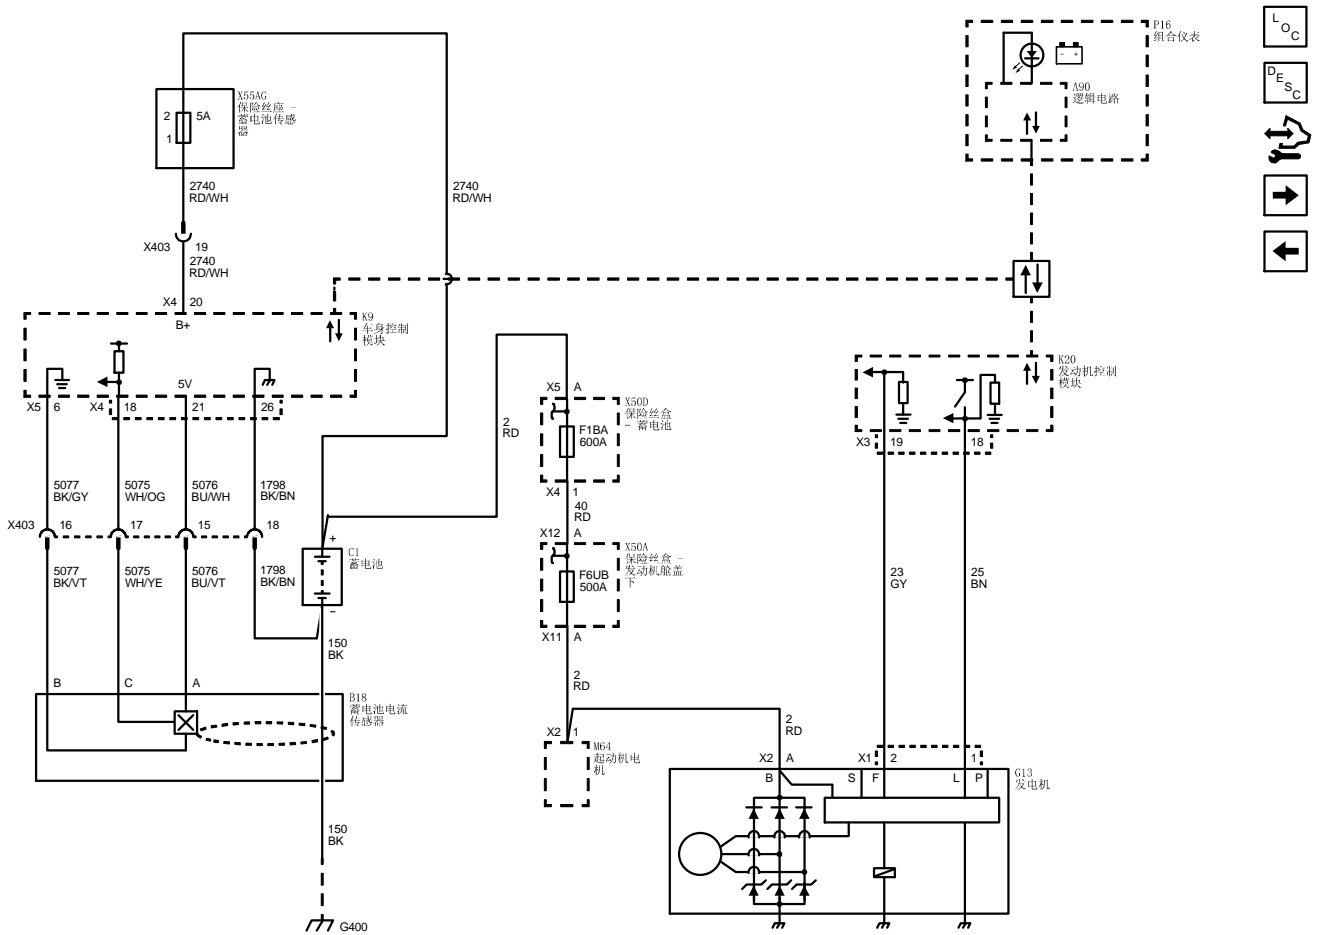 X55AG
保险丝座 -
蓄电池传感
器
2
5A
1
2740
RD/WH
X403
19
2740
RD/WH
X4
20
B+
2740
RD/WH
K9
车身控制
模块
5V
X5
6
X4
18
21
26
5077
BK/GY
5075
WH/OG
5076
BU/WH
1798
BK/BN
X403
16
17
15
18
5077
BK/VT
5075
WH/YE
5076
BU/VT
1798
BK/BN
+
C1
蓄电池
-
150
BK
B
C
A
B18
蓄电池电流
传感器
150
BK
G400
2
RD
X5
A
X50D
保险丝盒
- 蓄电池
F1BA
600A
X4
1
40
RD
X12
A
X50A
保险丝盒 -
发动机舱盖
下
F6UB
500A
X11
A
2
RD
X2
1
M64
起动机电
机
2
RD
P16
组合仪表
- +
A90
逻辑电路
K20
发动机控制
模块
X3
19
18
23
GY
25
BN
X2
A
X1
2
1
B
S
F
L
P
G13
发电机
LOC
DESC